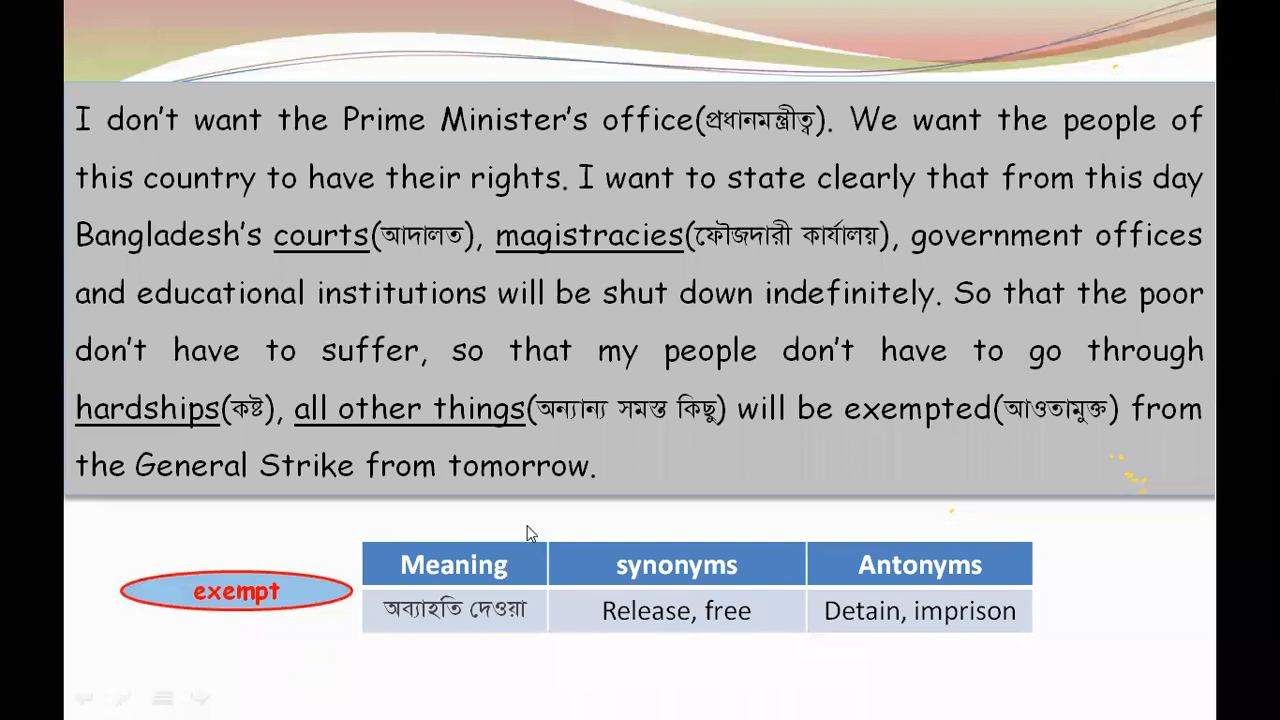 I don't want the Prime Minister's office(প্রধানমন্ত্রীত্ব). We want the people of
this country to have their rights. I want to state clearly that from this day
Bangladesh's courts(আদালত), magistracies(ফৌজদারী কার্যালয়), government offices
and educational institutions will be shut down indefinitely. So that the poor
don't have to suffer, so that my people don't have to go through
hardships(কষ্ট), all other things(অন্যান্য সমস্ত কিছু) will be exempted(আওতামুক্ত) from
the General Strike from tomorrow.
Meaning synonyms Antonyms
exempt
অব্যাহতি দেওয়া Release, free Detain, imprison